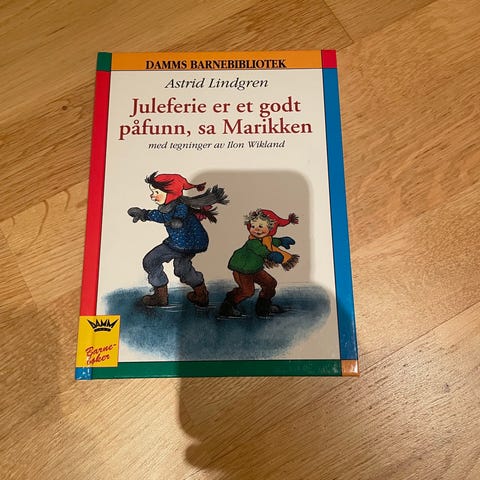 DAMMS BARNEBIBLIOTEK
Astrid Lindgren
Juleferie er et godt
påfunn, sa Marikken
med tegninger av Ilon Wikland
DAMM
Barne-
bøker